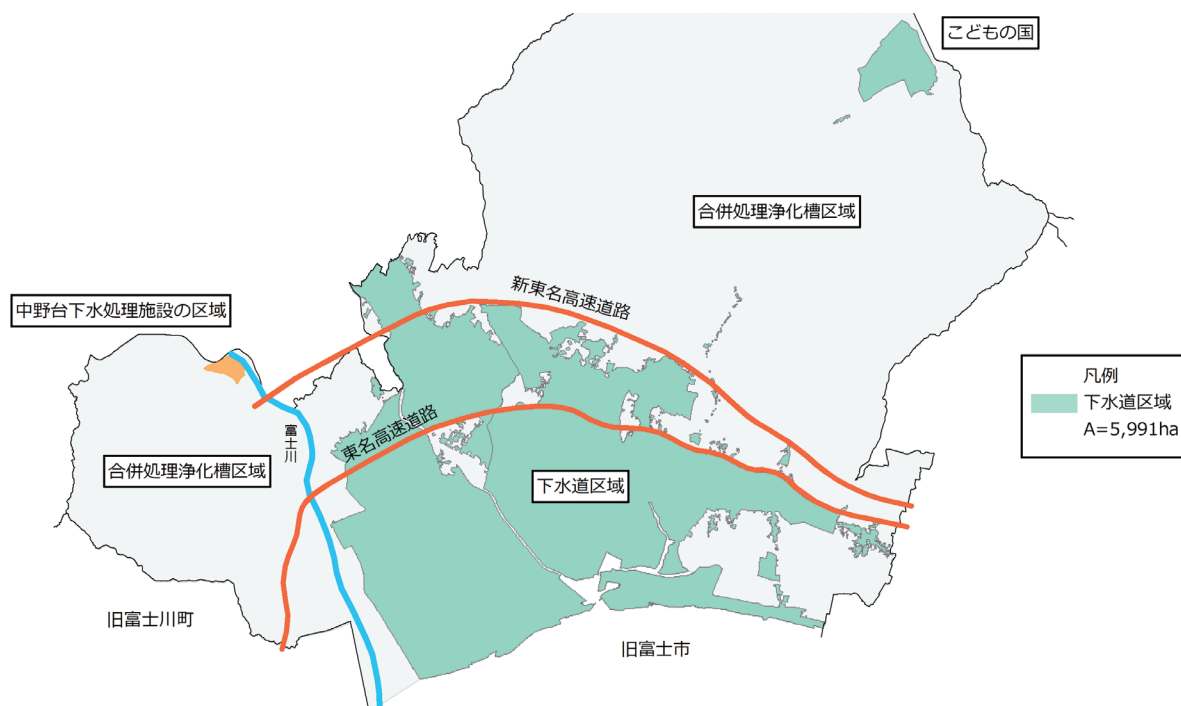 こどもの国
合併処理浄化槽区域
新東名高速道路
中野台下水処理施設の区域
凡例
下水道区域
A=5,991ha
富士川
東名高速道路
合併処理浄化槽区域
下水道区域
旧富士川町
旧富士市